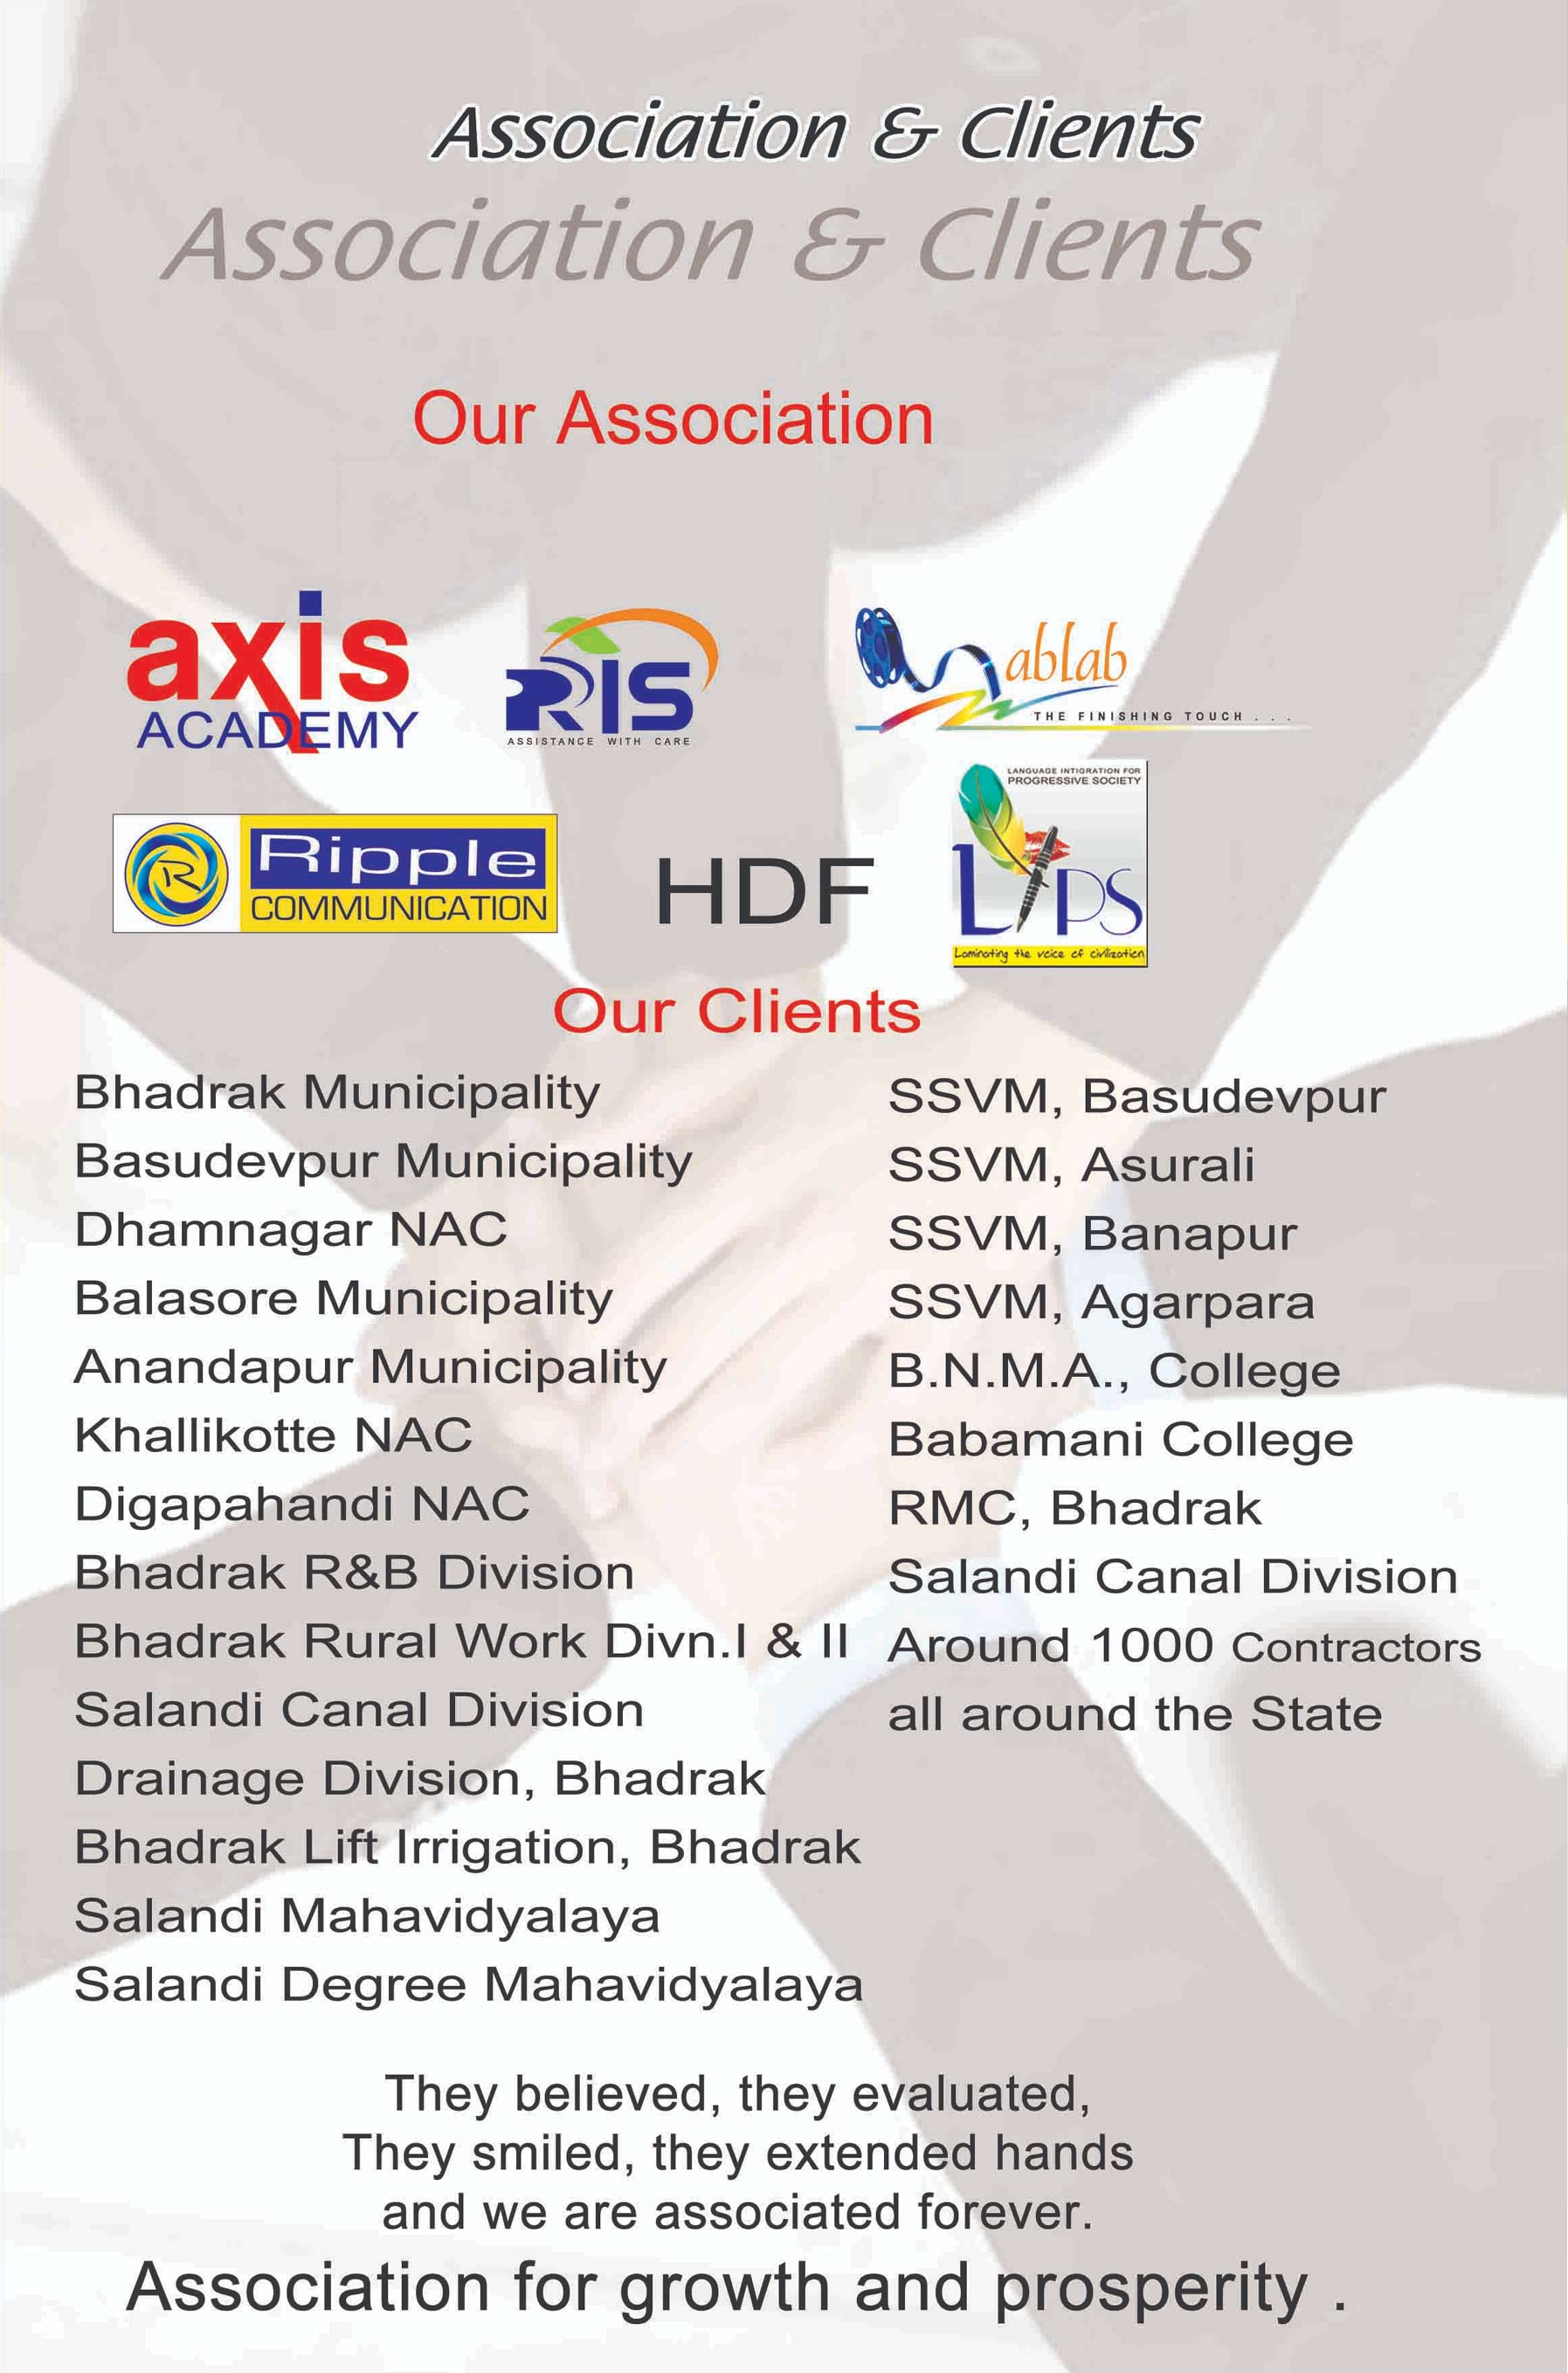 Association & Clients
Association & Clients
Our Association
axis
ACADEMY
RIS
ASSISTANCE WITH CARE
nablab
THE FINISHING TOUCH . . .
R
Ripple
COMMUNICATION
HDF
LANGUAGE INTIGRATION FOR
PROGRESSIVE SOCIETY
LiPS
Laminating the voice of civilization
Our Clients
Bhadrak Municipality
Basudevpur Municipality
Dhamnagar NAC
Balasore Municipality
Anandapur Municipality
Khallikotte NAC
Digapahandi NAC
Bhadrak R&B Division
Bhadrak Rural Work Divn.I & II
Salandi Canal Division
Drainage Division, Bhadrak
Bhadrak Lift Irrigation, Bhadrak
Salandi Mahavidyalaya
Salandi Degree Mahavidyalaya
SSVM, Basudevpur
SSVM, Asurali
SSVM, Banapur
SSVM, Agarpara
B.N.M.A., College
Babamani College
RMC, Bhadrak
Salandi Canal Division
Around 1000 Contractors
all around the State
They believed, they evaluated,
They smiled, they extended hands
and we are associated forever.
Association for growth and prosperity .